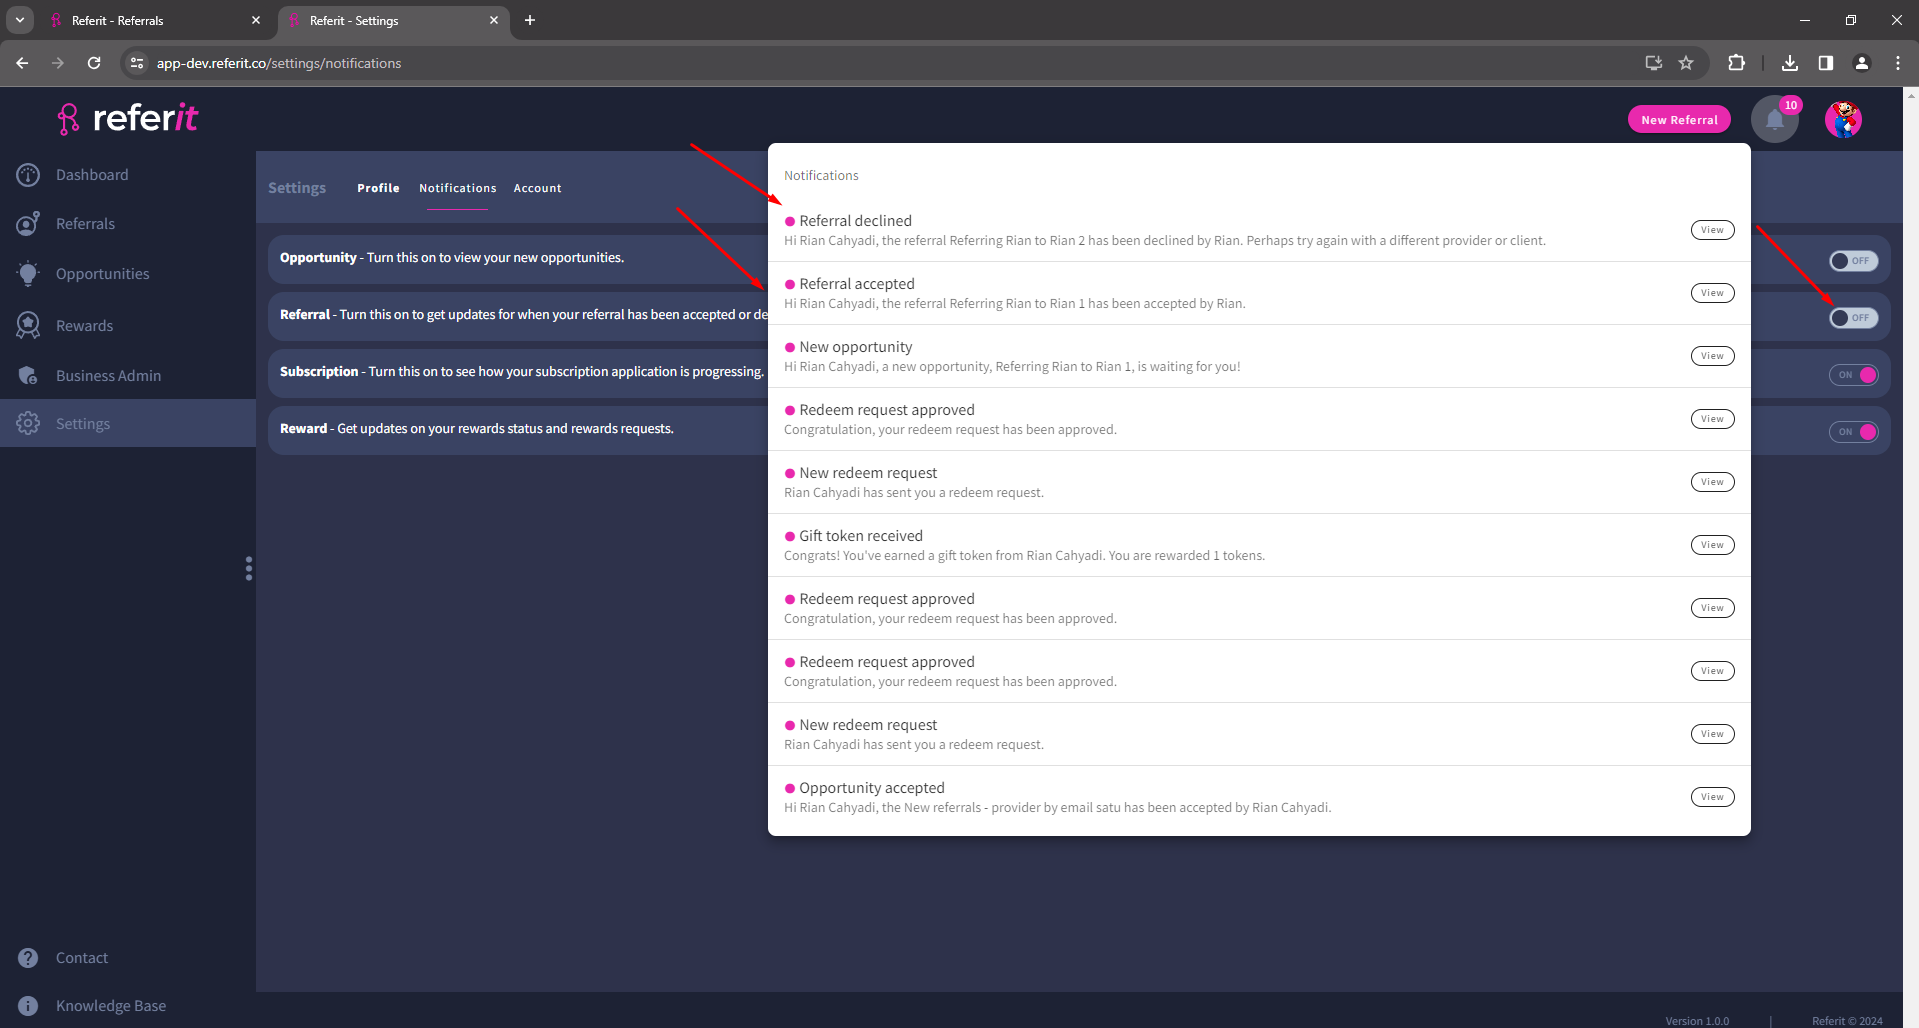 Referit - Referrals
Referit - Settings
app-dev.referit.co/settings/notifications
referit
New Referral
10
Dashboard
Referrals
Opportunities
Rewards
Business Admin
Settings
Contact
Knowledge Base
Settings Profile Notifications Account
Opportunity - Turn this on to view your new opportunities.
OFF
Referral - Turn this on to get updates for when your referral has been accepted or de
OFF
Subscription - Turn this on to see how your subscription application is progressing.
ON
Reward - Get updates on your rewards status and rewards requests.
ON
Notifications
Referral declined
Hi Rian Cahyadi, the referral Referring Rian to Rian 2 has been declined by Rian. Perhaps try again with a different provider or client.
View
Referral accepted
Hi Rian Cahyadi, the referral Referring Rian to Rian 1 has been accepted by Rian.
View
New opportunity
Hi Rian Cahyadi, a new opportunity, Referring Rian to Rian 1, is waiting for you!
View
Redeem request approved
Congratulation, your redeem request has been approved.
View
New redeem request
Rian Cahyadi has sent you a redeem request.
View
Gift token received
Congrats! You've earned a gift token from Rian Cahyadi. You are rewarded 1 tokens.
View
Redeem request approved
Congratulation, your redeem request has been approved.
View
Redeem request approved
Congratulation, your redeem request has been approved.
View
New redeem request
Rian Cahyadi has sent you a redeem request.
View
Opportunity accepted
Hi Rian Cahyadi, the New referrals - provider by email satu has been accepted by Rian Cahyadi.
View
Version 1.0.0 | Referit © 2024